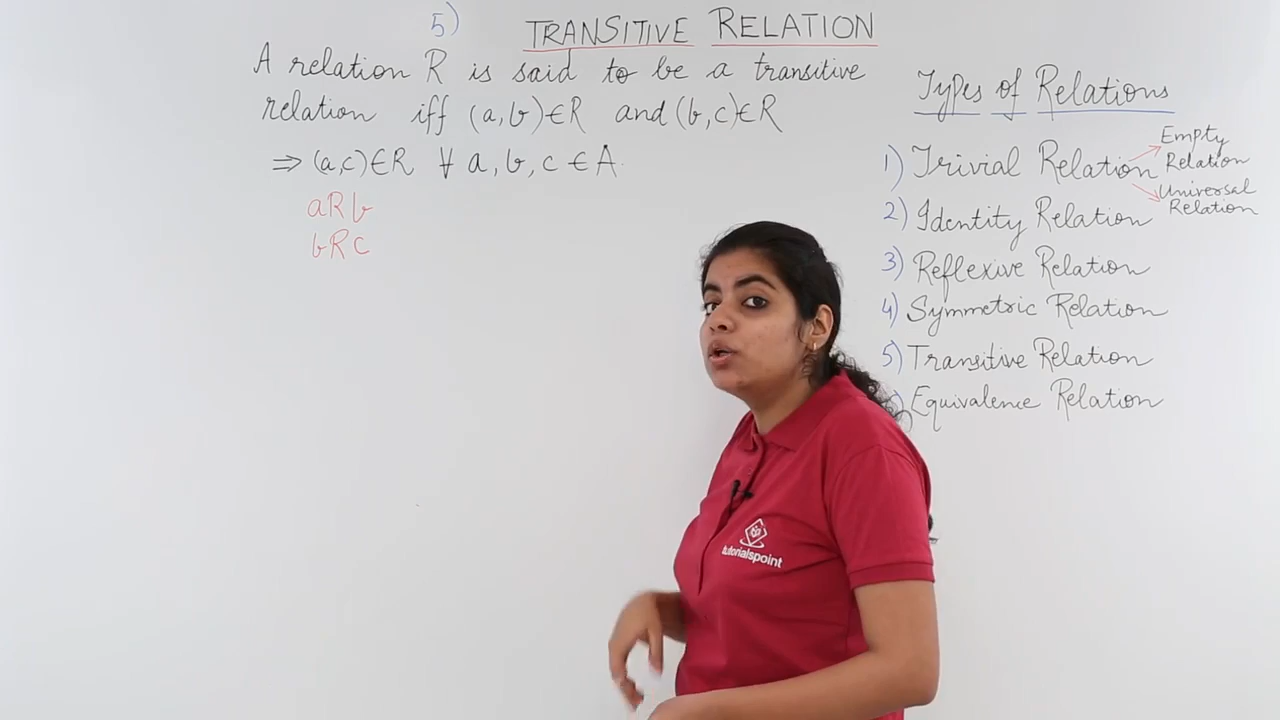 5) TRANSITIVE RELATION
A relation R is said to be a transitive
relation iff (a,b)∈R and (b,c)∈R
⇒ (a,c)∈R ∀ a,b,c ∈ A.
aRb
bRc
Types of Relations
1) Trivial Relation
Empty
Relation
Universal
Relation
2) Identity Relation
3) Reflexive Relation
4) Symmetric Relation
5) Transitive Relation
Equivalence Relation
tutorialspoint